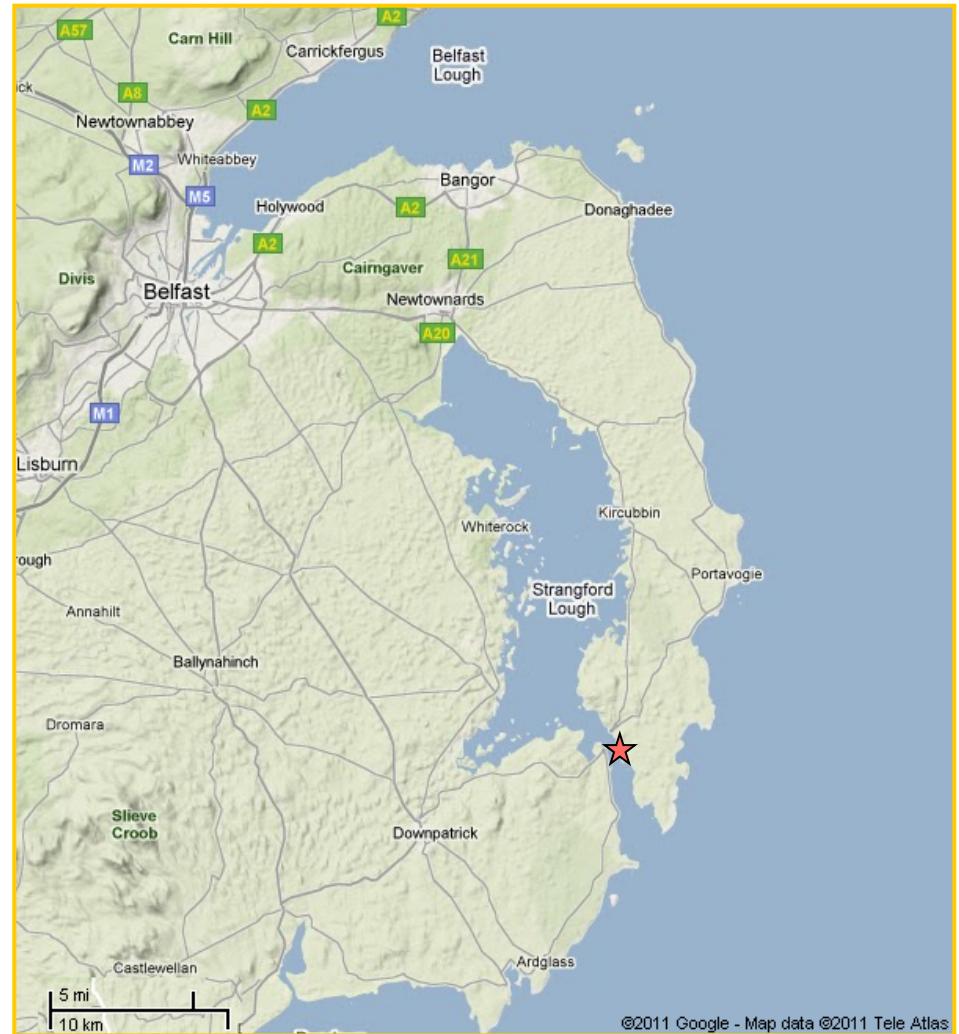 A2
A57
Carn Hill
Carrickfergus
Belfast
Lough
ick
A8
A2
Newtownabbey
M2
Whiteabbey
M5
Bangor
Holywood
A2
Donaghadee
A2
A21
Cairngaver
Divis
Belfast
Newtownards
A20
M1
Lisburn
Kircubbin
Whiterock
rough
Portavogie
Strangford
Lough
Annahilt
Ballynahinch
Dromara
Slieve
Croob
Downpatrick
Ardglass
Castlewellan
5 mi
10 km
©2011 Google - Map data ©2011 Tele Atlas